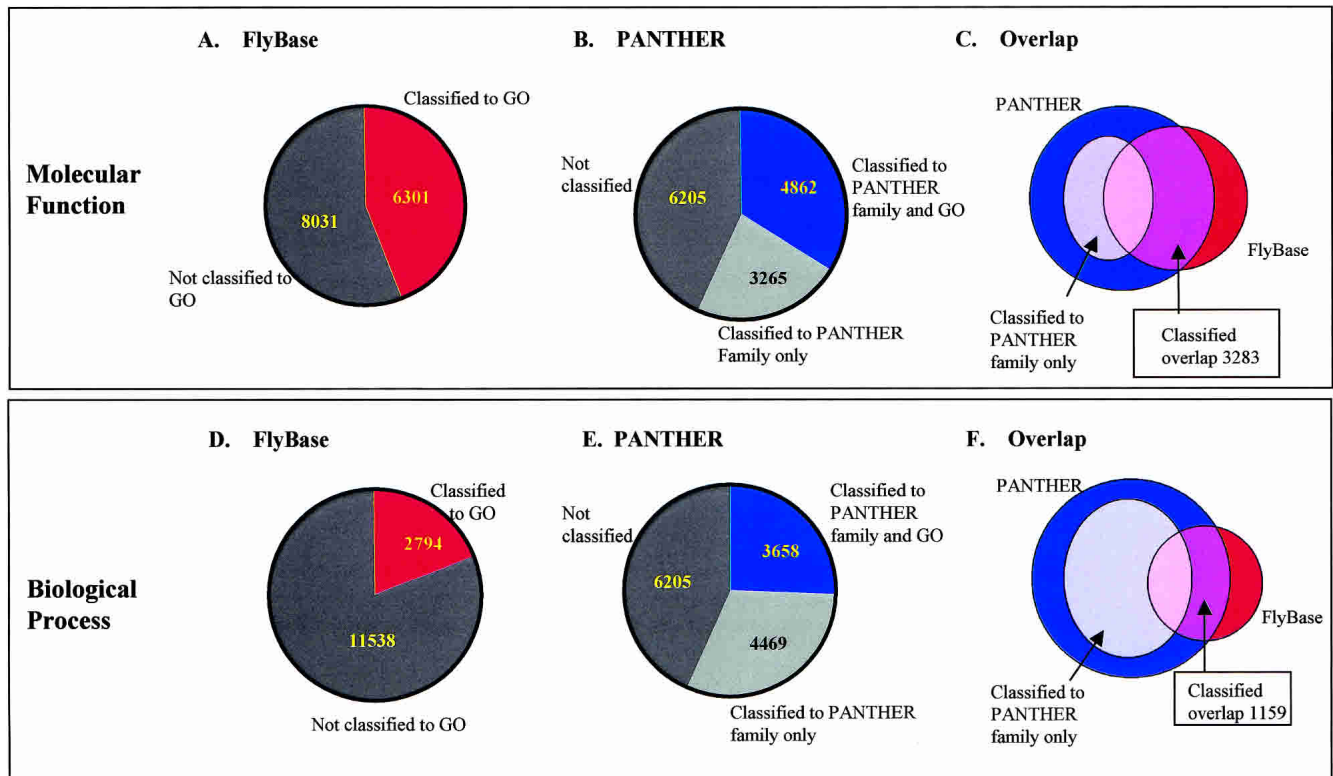 A. FlyBase
B. PANTHER
C. Overlap
Molecular
Function
Classified to GO
6301
8031
Not classified to
GO
Not
classified
6205
4862
Classified to
PANTHER
family and GO
3265
Classified to PANTHER
Family only
PANTHER
FlyBase
Classified to
PANTHER
family only
Classified
overlap 3283
D. FlyBase
E. PANTHER
F. Overlap
Biological
Process
Classified
to GO
2794
11538
Not classified to GO
Not
classified
6205
3658
Classified to
PANTHER
family and GO
4469
Classified to PANTHER
family only
PANTHER
FlyBase
Classified to
PANTHER
family only
Classified
overlap 1159